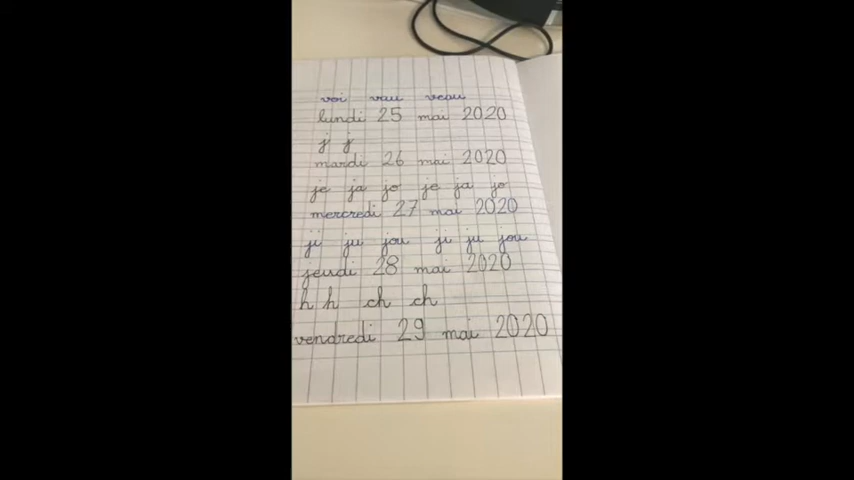 voi vau veau
lundi 25 mai 2020
j j
mardi 26 mai 2020
je ja jo je ja jo
mercredi 27 mai 2020
ji ju jou ji ju jou
jeudi 28 mai 2020
h h ch ch
vendredi 29 mai 2020